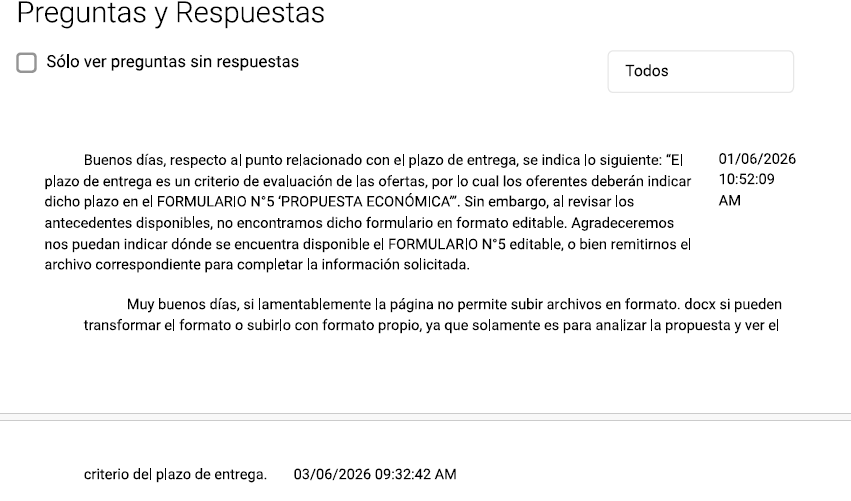 Preguntas y Respuestas
Sólo ver preguntas sin respuestas
Todos
Buenos días, respecto al punto relacionado con el plazo de entrega, se indica lo siguiente: “El
plazo de entrega es un criterio de evaluación de las ofertas, por lo cual los oferentes deberán indicar
dicho plazo en el FORMULARIO N°5 ‘PROPUESTA ECONÓMICA’”. Sin embargo, al revisar los
antecedentes disponibles, no encontramos dicho formulario en formato editable. Agradeceremos
nos puedan indicar dónde se encuentra disponible el FORMULARIO N°5 editable, o bien remitirnos el
archivo correspondiente para completar la información solicitada.
01/06/2026
10:52:09
AM
Muy buenos días, si lamentablemente la página no permite subir archivos en formato. docx si pueden
transformar el formato o subirlo con formato propio, ya que solamente es para analizar la propuesta y ver el
criterio del plazo de entrega. 03/06/2026 09:32:42 AM